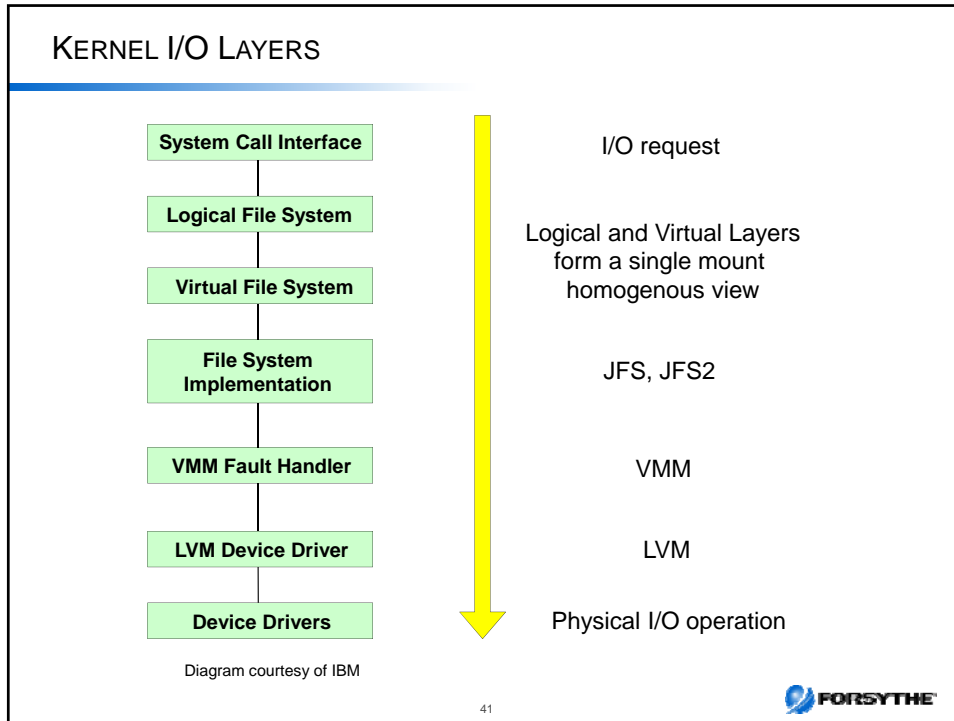 KERNEL I/O LAYERS
System Call Interface
I/O request
Logical File System
Logical and Virtual Layers
form a single mount
homogenous view
Virtual File System
File System
Implementation
JFS, JFS2
VMM Fault Handler
VMM
LVM Device Driver
LVM
Device Drivers
Physical I/O operation
Diagram courtesy of IBM
41
FORSYTHE